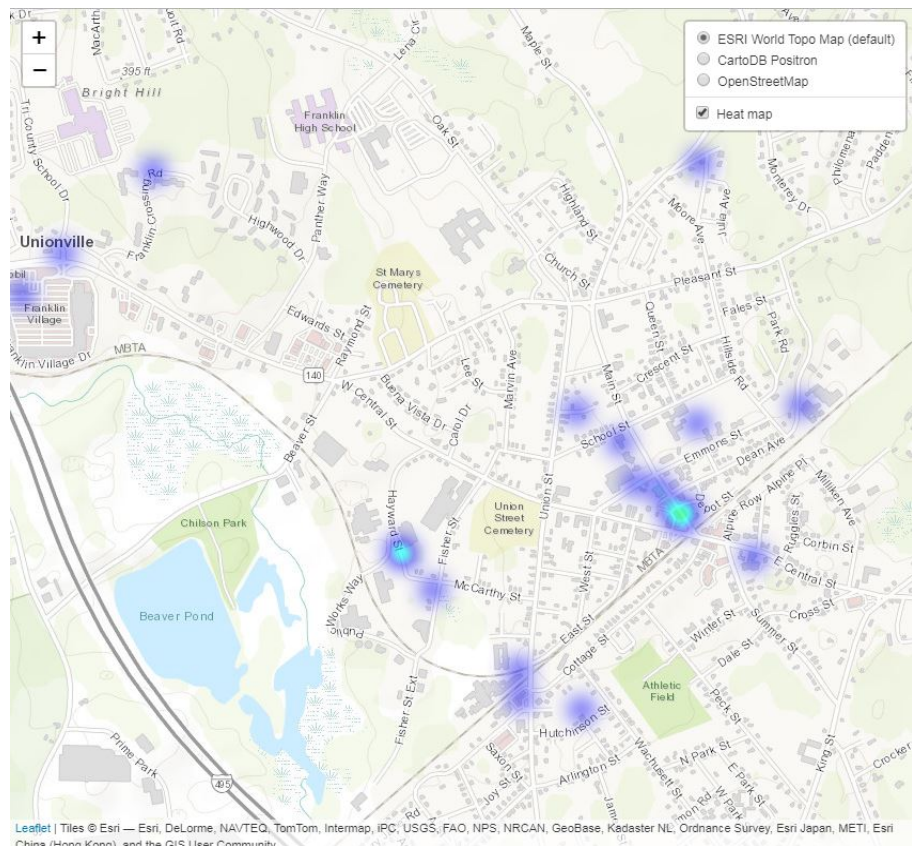 +
−
ESRI World Topo Map (default)
CartoDB Positron
OpenStreetMap
Heat map
395 ft
Bright Hill
Tri County School Dr
Rd
Franklin Crossing
Highwood Dr
Franklin
High School
Panther Way
Lena C
Oak St
Maple St
Highland St
Church St
Moore Ave
Julia Ave
Monterey Dr
Philomena
Padden
Unionville
obil
Franklin
Village
MBTA
Edwards St
Raymond St
St Marys
Cemetery
140
W Central St
Buena Vista Dr
Lee St
Carol Dr
Marvin Ave
Pleasant St
Fales St
Park Rd
Queen St
Main St
Crescent St
Hillside Rd
School St
Emmons St
Dean Ave
Beaver St
Chilson Park
Beaver Pond
Hayward St
Fisher St
Union
Street
Cemetery
Union St
McCarthy St
West St
Alpine Row
Alpine Pl
Milliken Ave
Ruggles St
Corbin St
E Central St
MBTA
Public
Works Way
East St
Cottage St
Winter St
Summer St
Cross St
Dale St
Athletic
Field
Peck St
Fisher St Ext
Hutchinson St
Wachusett St
N Park St
E Park St
King St
Crocker
Prime Park
495
Saxon St
Joy St
Arlington St
Rd
W Park
Leaflet | Tiles © Esri — Esri, DeLorme, NAVTEQ, TomTom, Intermap, iPC, USGS, FAO, NPS, NRCAN, GeoBase, Kadaster NL, Ordnance Survey, Esri Japan, METI, Esri
China (Hong Kong), and the GIS User Community